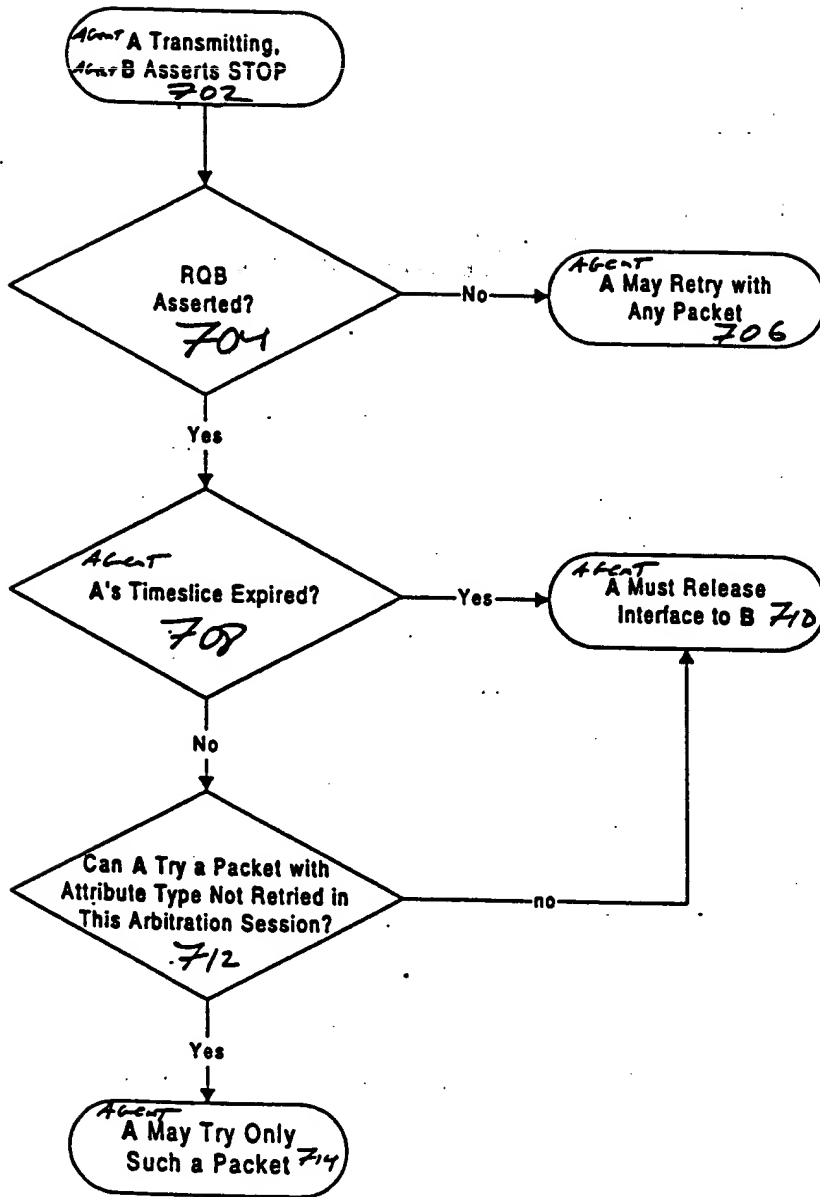 Agent A Transmitting,
Agent B Asserts STOP
702
RQB
Asserted?
704
No
AGENT
A May Retry with
Any Packet
706
Yes
AGENT
A's Timeslice Expired?
708
Yes
AGENT
A Must Release
Interface to B 710
No
Can A Try a Packet with
Attribute Type Not Retried in
This Arbitration Session?
712
no
Yes
AGENT
A May Try Only
Such a Packet 714